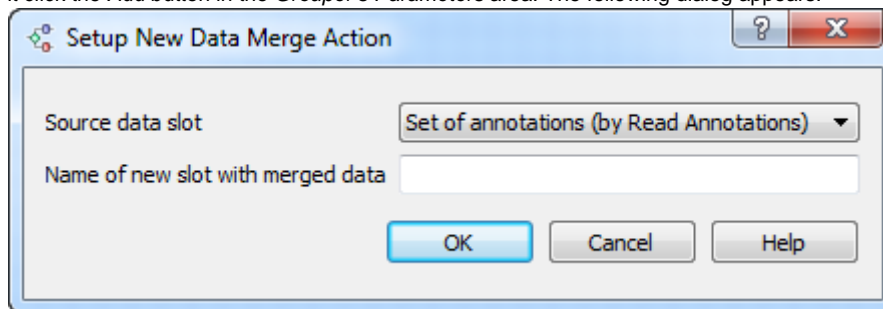 it click the Add button in the Grouper's Parameters area. The following dialog appears:
Setup New Data Merge Action
Source data slot Set of annotations (by Read Annotations)
Name of new slot with merged data
OK Cancel Help